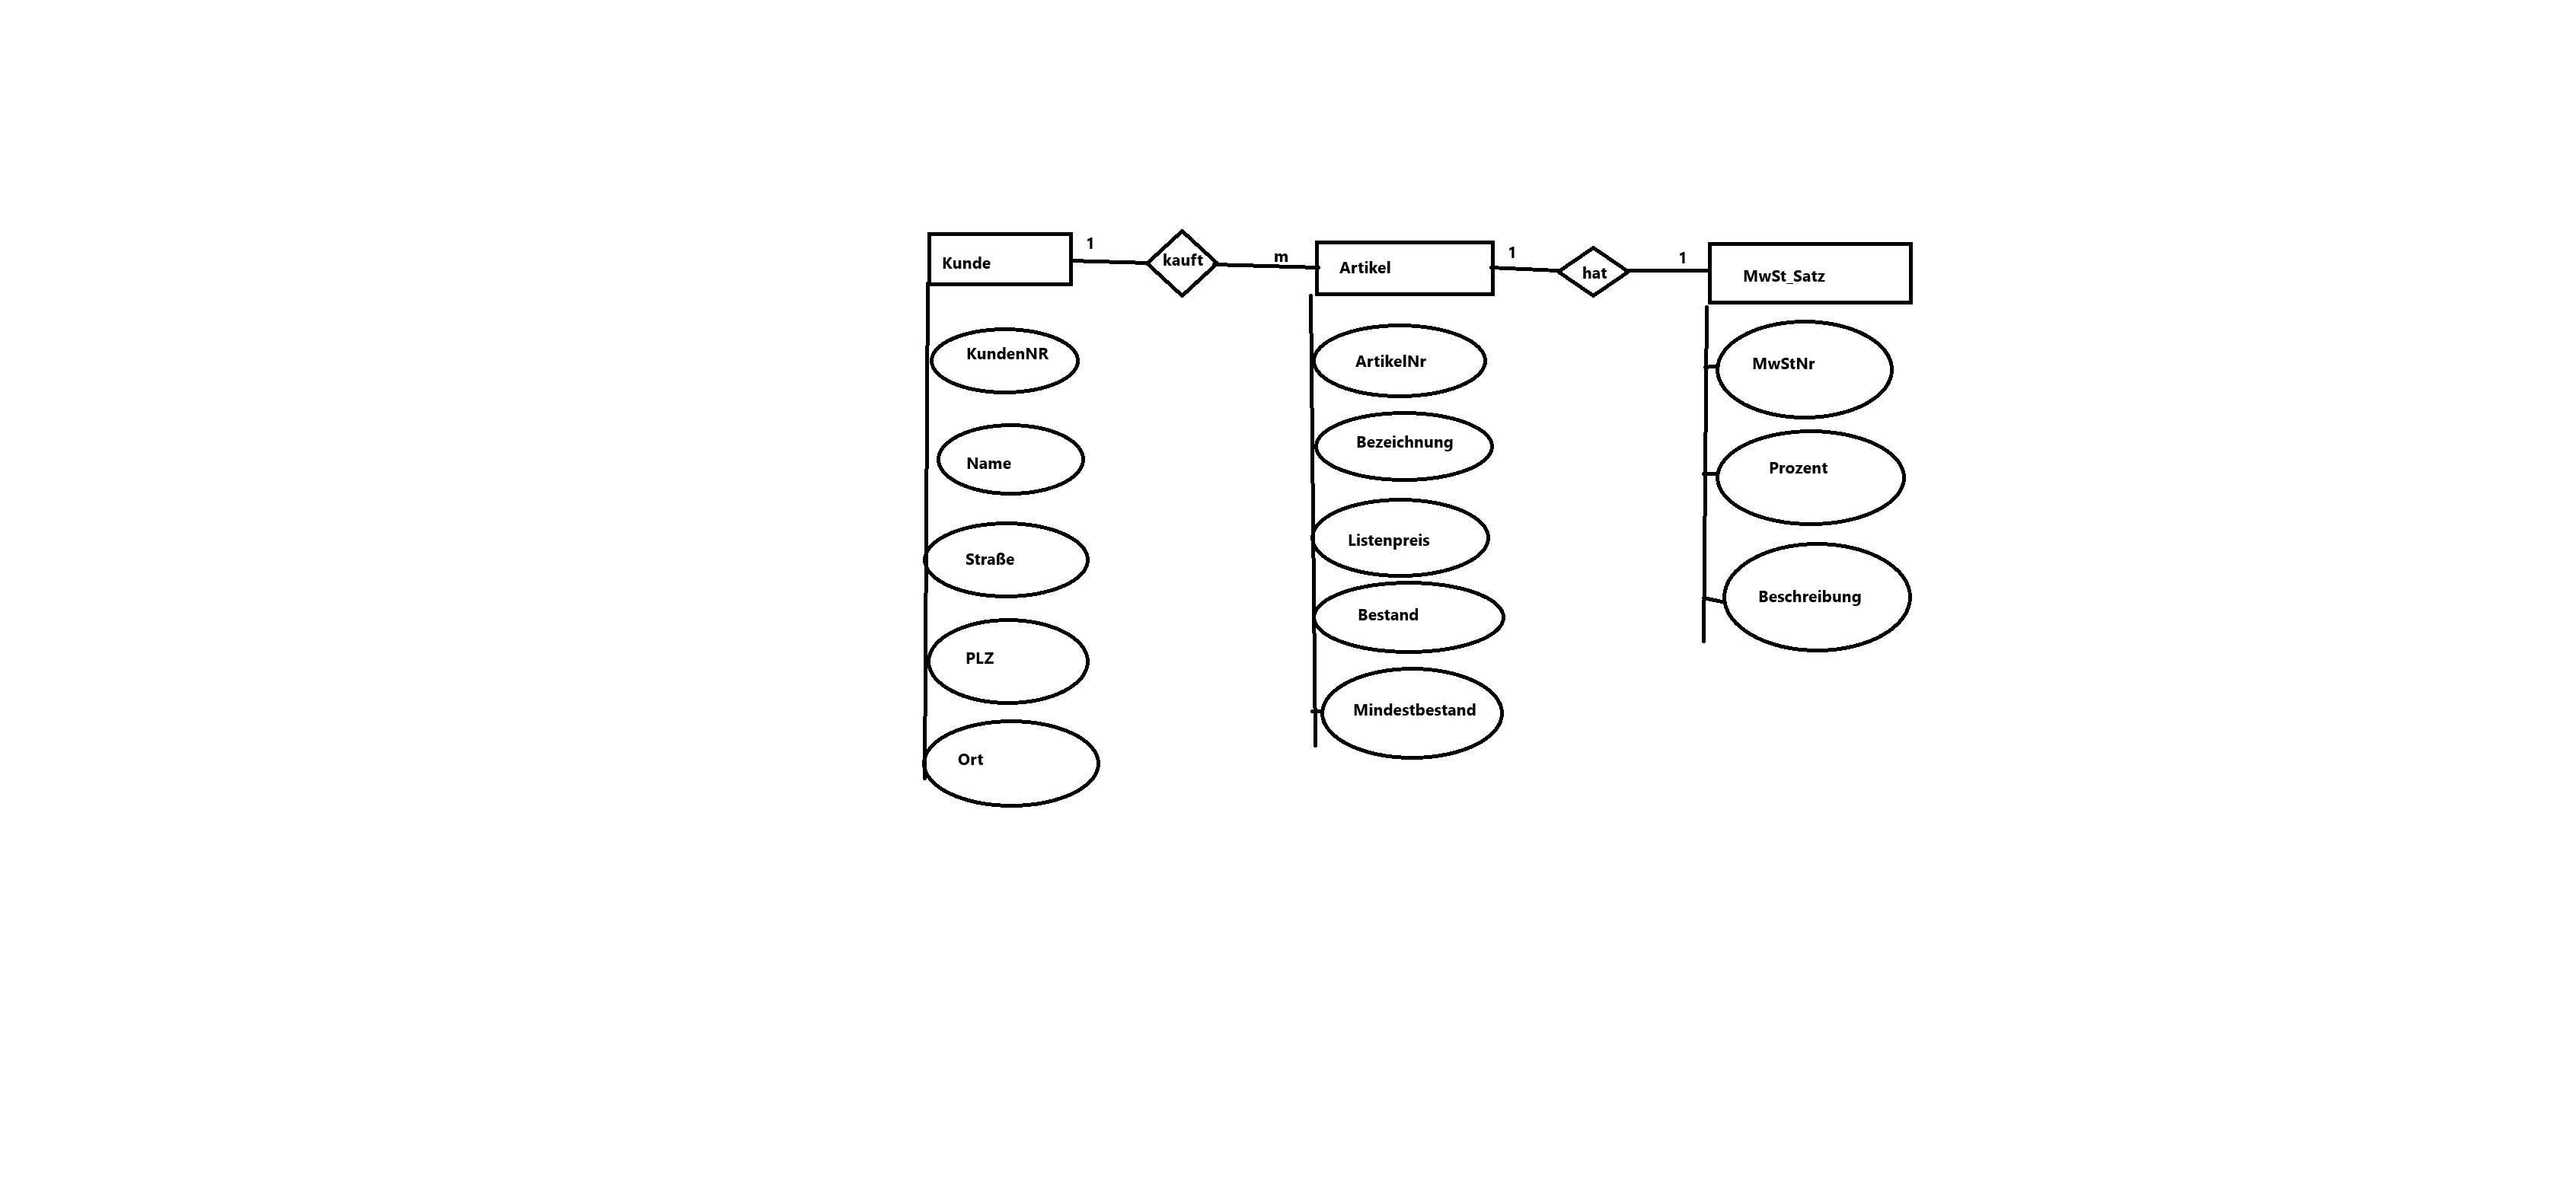 Kunde
1
kauft
m
Artikel
1
hat
1
MwSt_Satz
KundenNR
Name
Straße
PLZ
Ort
ArtikelNr
Bezeichnung
Listenpreis
Bestand
Mindestbestand
MwStNr
Prozent
Beschreibung